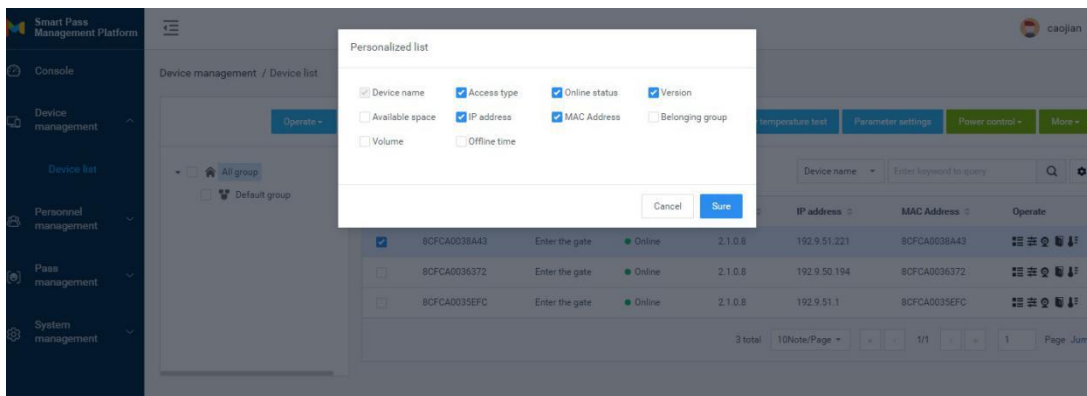 Smart Pass
Management Platform
caojian
Console
Device management / Device list
Device
management
Device list
Personnel
management
Pass
management
System
management
Personalized list
Device name
Access type
Online status
Version
Available space
IP address
MAC Address
Belonging group
Volume
Offline time
Cancel
Sure
Operate
temperature test
Parameter settings
Power control
More
All group
Default group
Device name
Enter keyword to query
IP address
MAC Address
Operate
8CFCA0038A43 Enter the gate Online 2.1.0.8 192.9.51.221 8CFCA0038A43
8CFCA0036372 Enter the gate Online 2.1.0.8 192.9.50.194 8CFCA0036372
8CFCA0035EFC Enter the gate Online 2.1.0.8 192.9.51.1 8CFCA0035EFC
3 total 10Note/Page 1/1 1 Page Jum